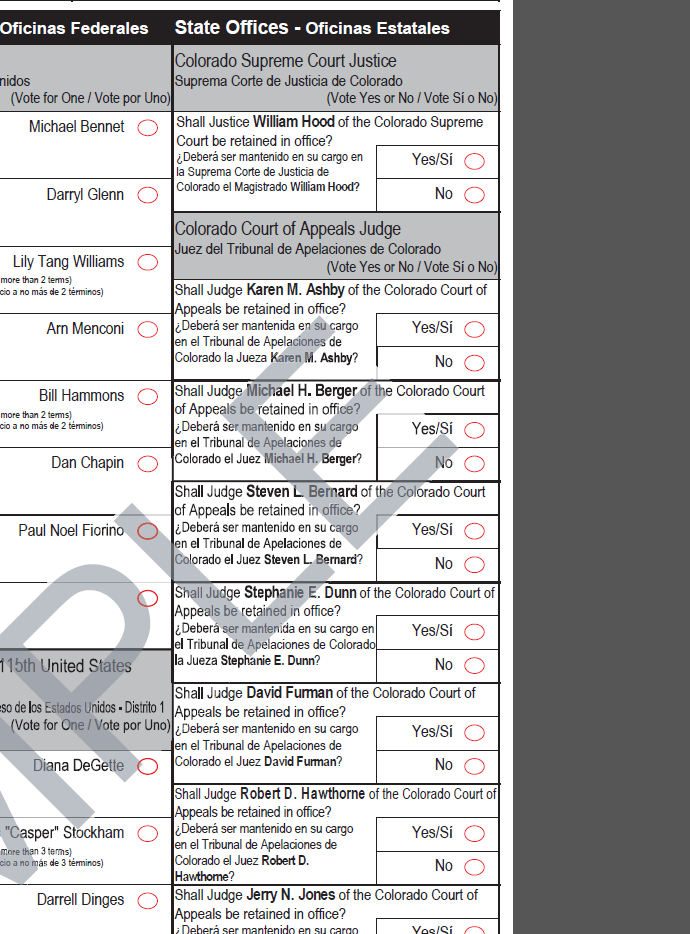 Oficinas Federales
nidos
(Vote for One / Vote por Uno)
Michael Bennet
Darryl Glenn
Lily Tang Williams
more than 2 terms)
cio a no más de 2 términos)
Arn Menconi
Bill Hammons
more than 2 terms)
cio a no más de 2 términos)
Dan Chapin
Paul Noel Fiorino
115th United States
so de los Estados Unidos - Distrito 1
(Vote for One / Vote por Uno)
Diana DeGette
"Casper" Stockham
more than 3 terms)
cio a no más de 3 términos)
Darrell Dinges
State Offices - Oficinas Estatales
Colorado Supreme Court Justice
Suprema Corte de Justicia de Colorado
(Vote Yes or No / Vote Sí o No)
Shall Justice William Hood of the Colorado Supreme
Court be retained in office?
¿Deberá ser mantenido en su cargo en
la Suprema Corte de Justicia de
Colorado el Magistrado William Hood?
Yes/Sí
No
Colorado Court of Appeals Judge
Juez del Tribunal de Apelaciones de Colorado
(Vote Yes or No / Vote Sí o No)
Shall Judge Karen M. Ashby of the Colorado Court of
Appeals be retained in office?
¿Deberá ser mantenida en su cargo
en el Tribunal de Apelaciones de
Colorado la Jueza Karen M. Ashby?
Yes/Sí
No
Shall Judge Michael H. Berger of the Colorado Court
of Appeals be retained in office?
¿Deberá ser mantenido en su cargo
en el Tribunal de Apelaciones de
Colorado el Juez Michael H. Berger?
Yes/Sí
No
Shall Judge Steven L. Bernard of the Colorado Court
of Appeals be retained in office?
¿Deberá ser mantenido en su cargo
en el Tribunal de Apelaciones de
Colorado el Juez Steven L. Bernard?
Yes/Sí
No
Shall Judge Stephanie E. Dunn of the Colorado Court of
Appeals be retained in office?
¿Deberá ser mantenida en su cargo en
el Tribunal de Apelaciones de Colorado
la Jueza Stephanie E. Dunn?
Yes/Sí
No
Shall Judge David Furman of the Colorado Court of
Appeals be retained in office?
¿Deberá ser mantenido en su cargo
en el Tribunal de Apelaciones de
Colorado el Juez David Furman?
Yes/Sí
No
Shall Judge Robert D. Hawthorne of the Colorado Court of
Appeals be retained in office?
¿Deberá ser mantenido en su cargo
en el Tribunal de Apelaciones de
Colorado el Juez Robert D.
Hawthorne?
Yes/Sí
No
Shall Judge Jerry N. Jones of the Colorado Court of
Appeals be retained in office?
¿Deberá ser mantenido en su cargo
Yes/Sí
MPLE